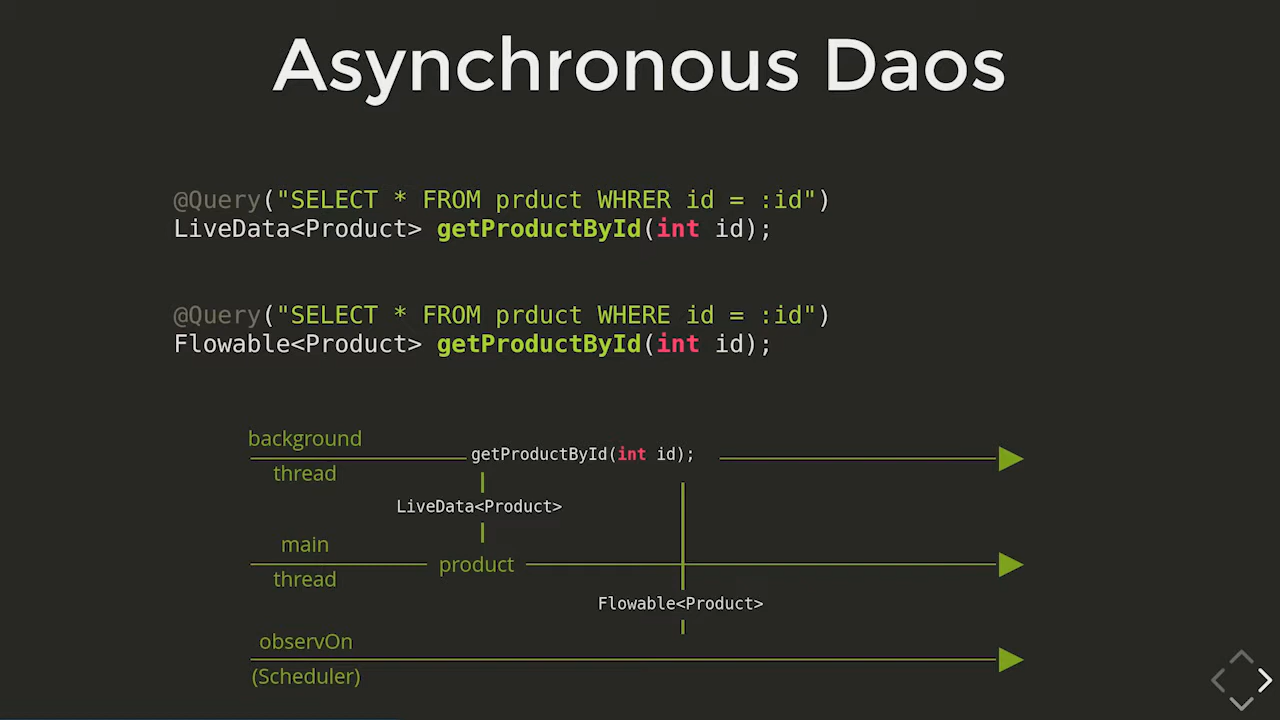 Asynchronous Daos
@Query("SELECT * FROM prduct WHRER id = :id")
LiveData<Product> getProductById(int id);
@Query("SELECT * FROM prduct WHERE id = :id")
Flowable<Product> getProductById(int id);
background
thread
getProductById(int id);
LiveData<Product>
main
thread
product
Flowable<Product>
observOn
(Scheduler)